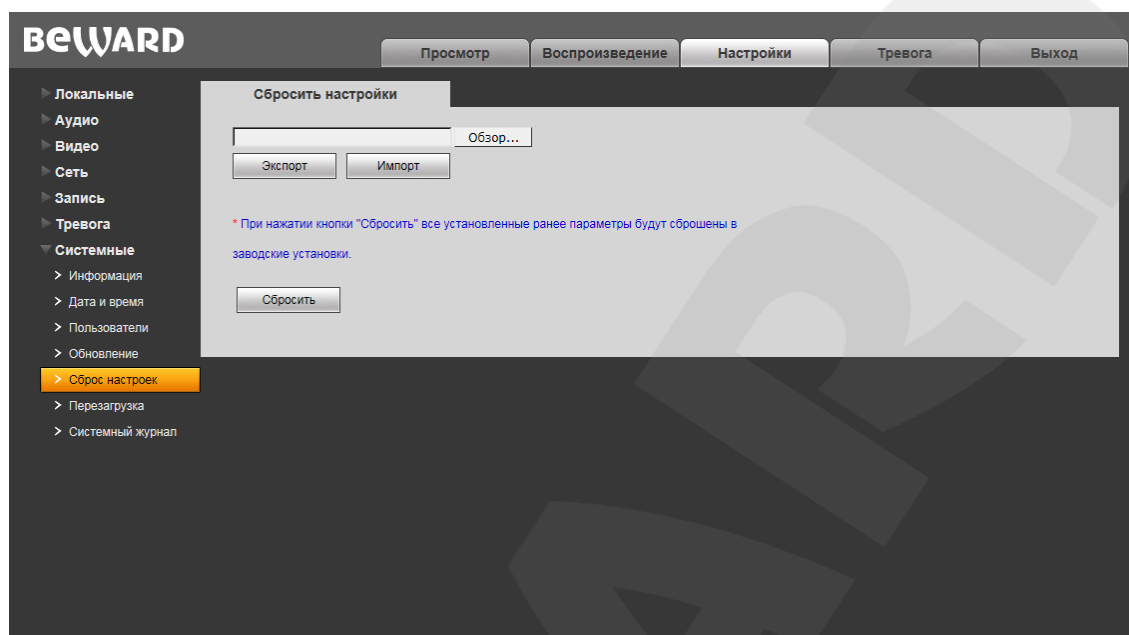 BEWARD
Просмотр
Воспроизведение
Настройки
Тревога
Выход
Локальные
Аудио
Видео
Сеть
Запись
Тревога
Системные
Информация
Дата и время
Пользователи
Обновление
Сброс настроек
Перезагрузка
Системный журнал
Сбросить настройки
Обзор...
Экспорт
Импорт
* При нажатии кнопки "Сбросить" все установленные ранее параметры будут сброшены в
заводские установки.
Сбросить